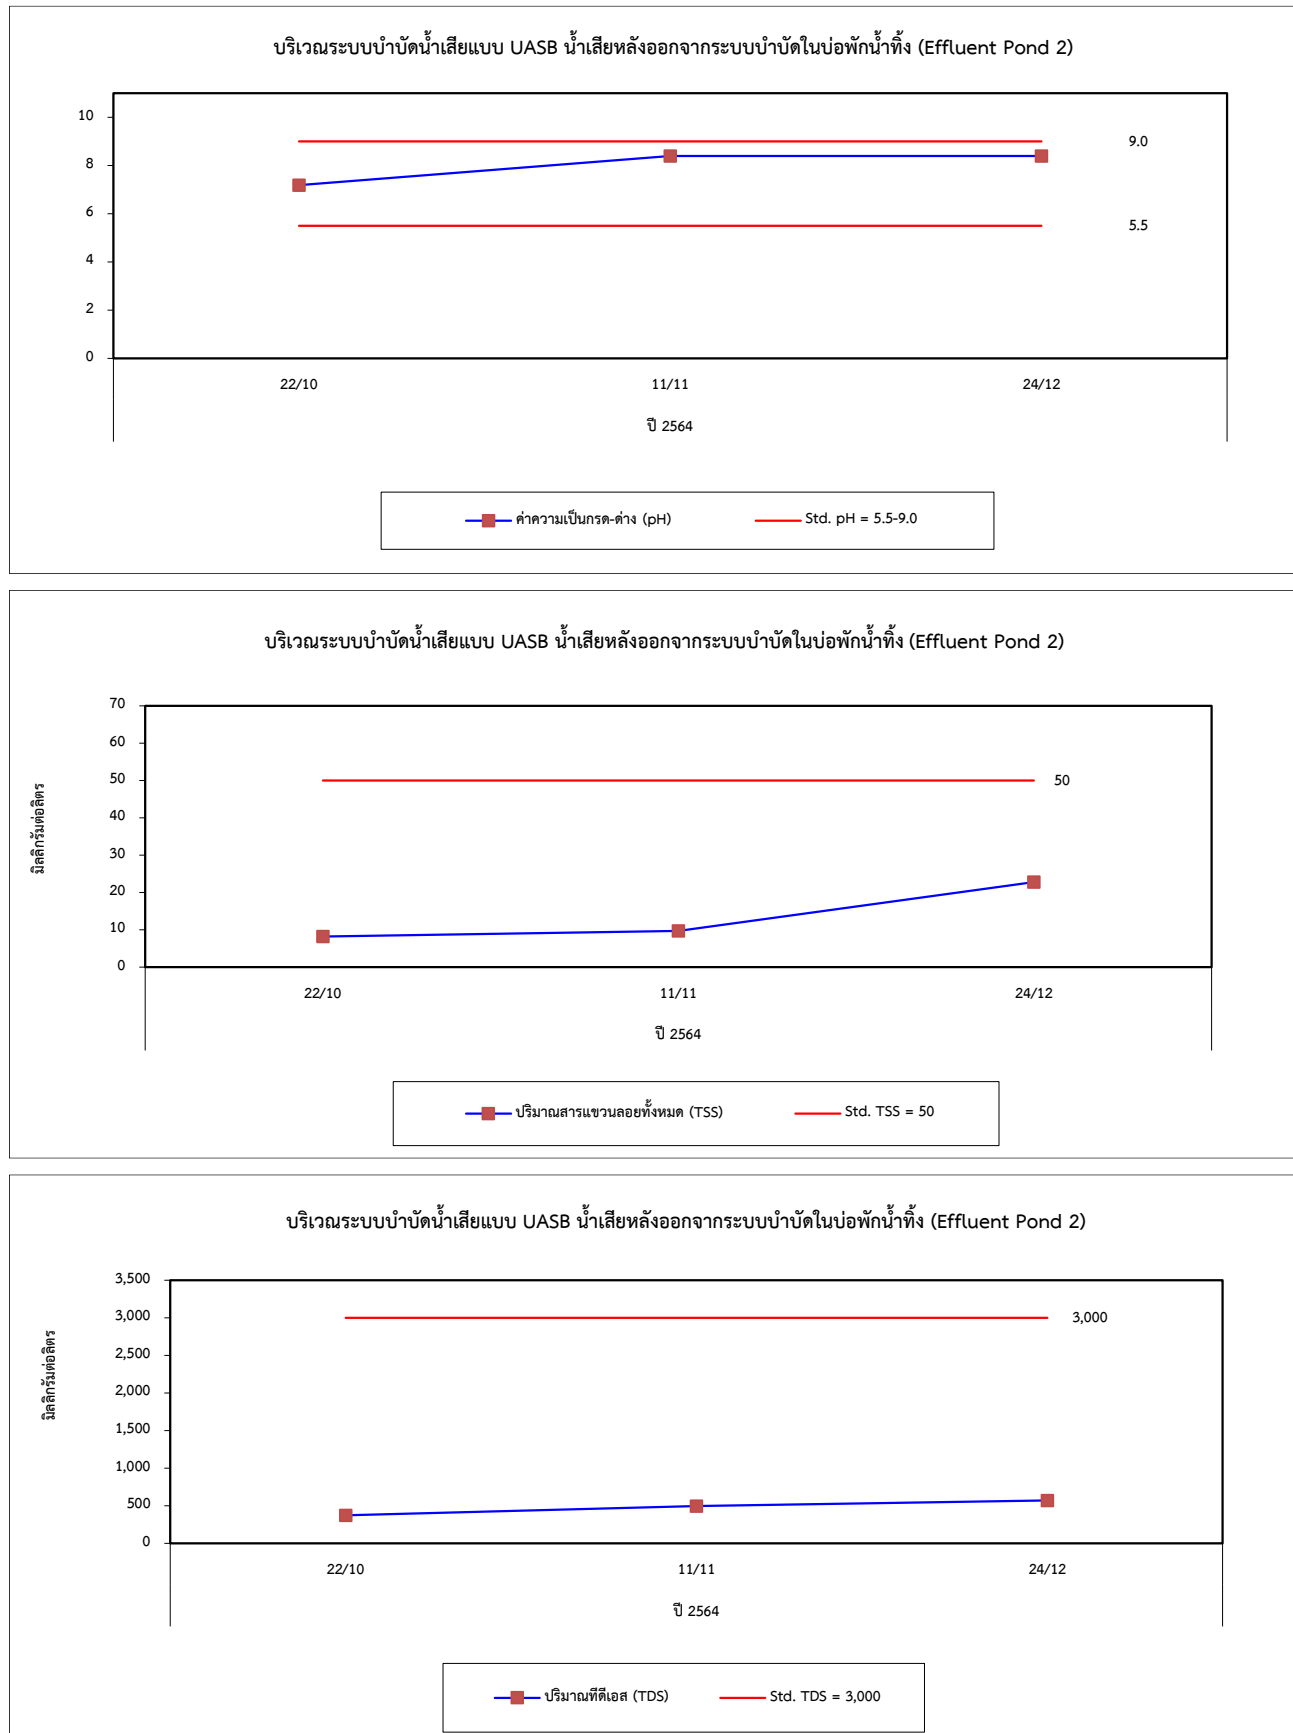 บริเวณระบบบำบัดน้ำเสียแบบ UASB น้ำเสียหลังออกจากระบบบำบัดในบ่อพักน้ำทิ้ง (Effluent Pond 2)
10
8
6
4
2
0
9.0
5.5
22/10 11/11 24/12
ปี 2564
ค่าความเป็นกรด-ด่าง (pH) Std. pH = 5.5-9.0
บริเวณระบบบำบัดน้ำเสียแบบ UASB น้ำเสียหลังออกจากระบบบำบัดในบ่อพักน้ำทิ้ง (Effluent Pond 2)
มิลลิกรัมต่อลิตร
70
60
50
40
30
20
10
0
50
22/10 11/11 24/12
ปี 2564
ปริมาณสารแขวนลอยทั้งหมด (TSS) Std. TSS = 50
บริเวณระบบบำบัดน้ำเสียแบบ UASB น้ำเสียหลังออกจากระบบบำบัดในบ่อพักน้ำทิ้ง (Effluent Pond 2)
มิลลิกรัมต่อลิตร
3,500
3,000
2,500
2,000
1,500
1,000
500
0
3,000
22/10 11/11 24/12
ปี 2564
ปริมาณทีดีเอส (TDS) Std. TDS = 3,000